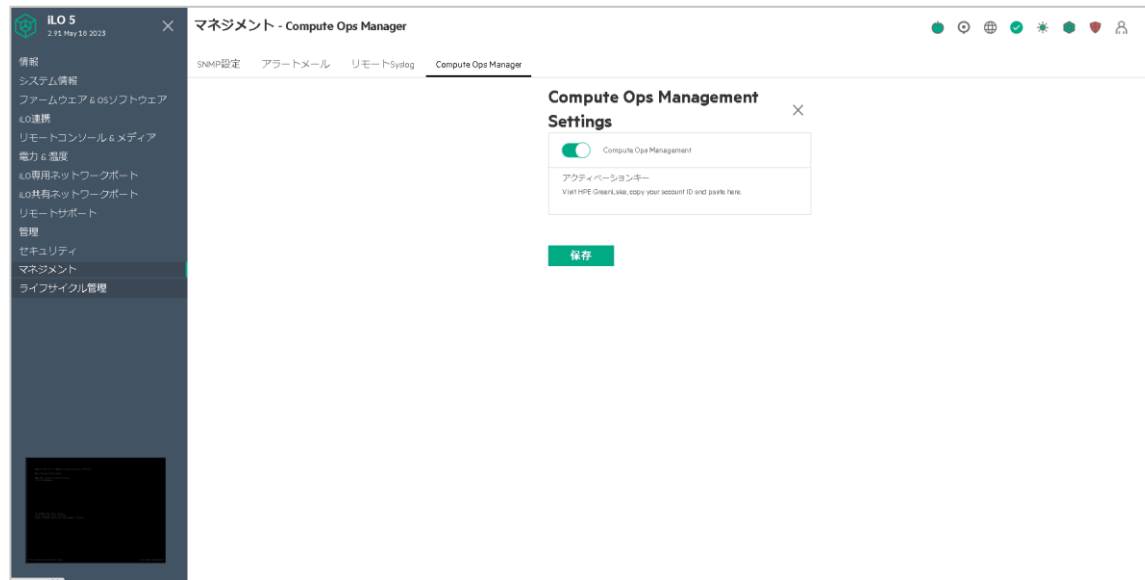 iLO 5
2.91 May 18 2023
マネジメント - Compute Ops Manager
情報
システム情報
ファームウェア & OSソフトウェア
iLO連携
リモートコンソール & メディア
電力 & 温度
iLO専用ネットワークポート
iLO共有ネットワークポート
リモートサポート
管理
セキュリティ
マネジメント
ライフサイクル管理
SNMP設定 アラートメール リモートSyslog Compute Ops Manager
Compute Ops Management
Settings
Compute Ops Management
アクティベーションキー
Visit HPE GreenLake, copy your account ID and paste here.
保存